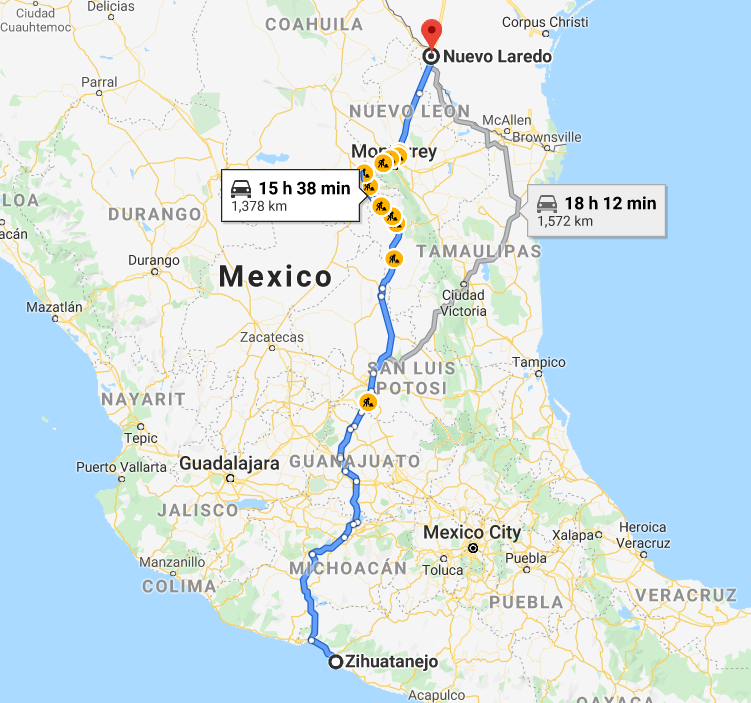 Ciudad
Cuauhtemoc
Delicias
COAHUILA
Corpus Christi
Nuevo Laredo
Parral
NUEVO LEON
McAllen
Brownsville
Monterrey
15 h 38 min
1,378 km
18 h 12 min
1,572 km
DURANGO
TAMAULIPAS
Durango
Mexico
Ciudad
Victoria
Mazatlán
Zacatecas
SAN LUIS
POTOSI
Tampico
NAYARIT
Tepic
Puerto Vallarta
Guadalajara
GUANAJUATO
JALISCO
Mexico City
Heroica
Veracruz
Xalapa
Manzanillo
COLIMA
MICHOACÁN
Toluca
Puebla
PUEBLA
VERACRUZ
Zihuatanejo
Acapulco